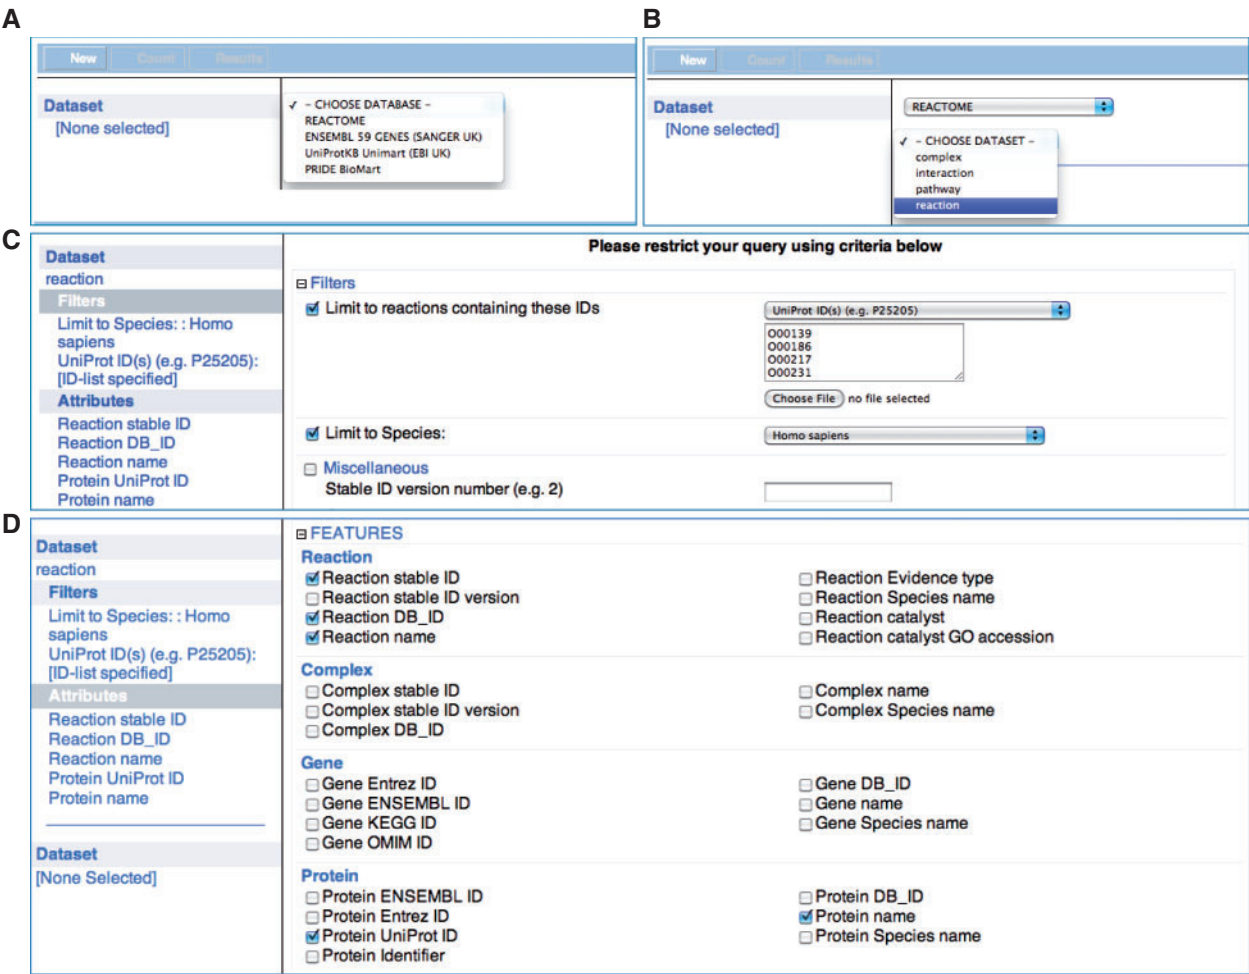 A
New Count Results
Dataset
[None selected]
✓ – CHOOSE DATABASE –
REACTOME
ENSEMBL 59 GENES (SANGER UK)
UniProtKB Unimart (EBI UK)
PRIDE BioMart
B
New Count Results
Dataset
[None selected]
REACTOME
✓ – CHOOSE DATASET –
complex
interaction
pathway
reaction
C
Dataset
reaction
Filters
Limit to Species: : Homo
sapiens
UniProt ID(s) (e.g. P25205):
[ID-list specified]
Attributes
Reaction stable ID
Reaction DB_ID
Reaction name
Protein UniProt ID
Protein name
Please restrict your query using criteria below
Filters
Limit to reactions containing these IDs
UniProt ID(s) (e.g. P25205)
O00139
O00186
O00217
O00231
Choose File no file selected
Limit to Species:
Homo sapiens
Miscellaneous
Stable ID version number (e.g. 2)
D
Dataset
reaction
Filters
Limit to Species: : Homo
sapiens
UniProt ID(s) (e.g. P25205):
[ID-list specified]
Attributes
Reaction stable ID
Reaction DB_ID
Reaction name
Protein UniProt ID
Protein name
Dataset
[None Selected]
FEATURES
Reaction
Reaction stable ID
Reaction stable ID version
Reaction DB_ID
Reaction name
Reaction Evidence type
Reaction Species name
Reaction catalyst
Reaction catalyst GO accession
Complex
Complex stable ID
Complex stable ID version
Complex DB_ID
Complex name
Complex Species name
Gene
Gene Entrez ID
Gene ENSEMBL ID
Gene KEGG ID
Gene OMIM ID
Gene DB_ID
Gene name
Gene Species name
Protein
Protein ENSEMBL ID
Protein Entrez ID
Protein UniProt ID
Protein Identifier
Protein DB_ID
Protein name
Protein Species name